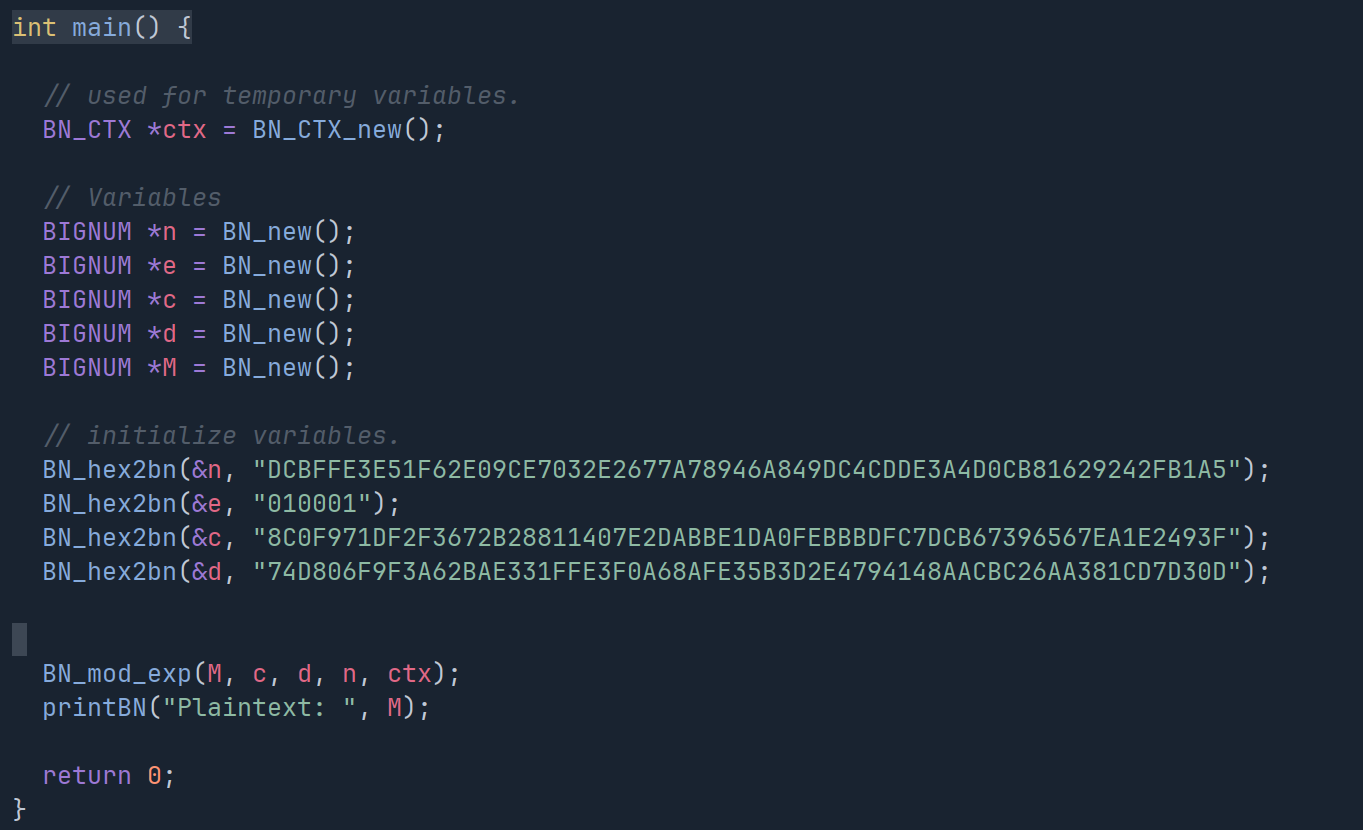 int main() {
// used for temporary variables.
BN_CTX *ctx = BN_CTX_new();
// Variables
BIGNUM *n = BN_new();
BIGNUM *e = BN_new();
BIGNUM *c = BN_new();
BIGNUM *d = BN_new();
BIGNUM *M = BN_new();
// initialize variables.
BN_hex2bn(&n, "DCBFFE3E51F62E09CE7032E2677A78946A849DC4CDDE3A4D0CB81629242FB1A5");
BN_hex2bn(&e, "010001");
BN_hex2bn(&c, "8C0F971DF2F3672B28811407E2DABBE1DA0FEBBBDFC7DCB67396567EA1E2493F");
BN_hex2bn(&d, "74D806F9F3A62BAE331FFE3F0A68AFE35B3D2E4794148AACBC26AA381CD7D30D");
BN_mod_exp(M, c, d, n, ctx);
printBN("Plaintext: ", M);
return 0;
}